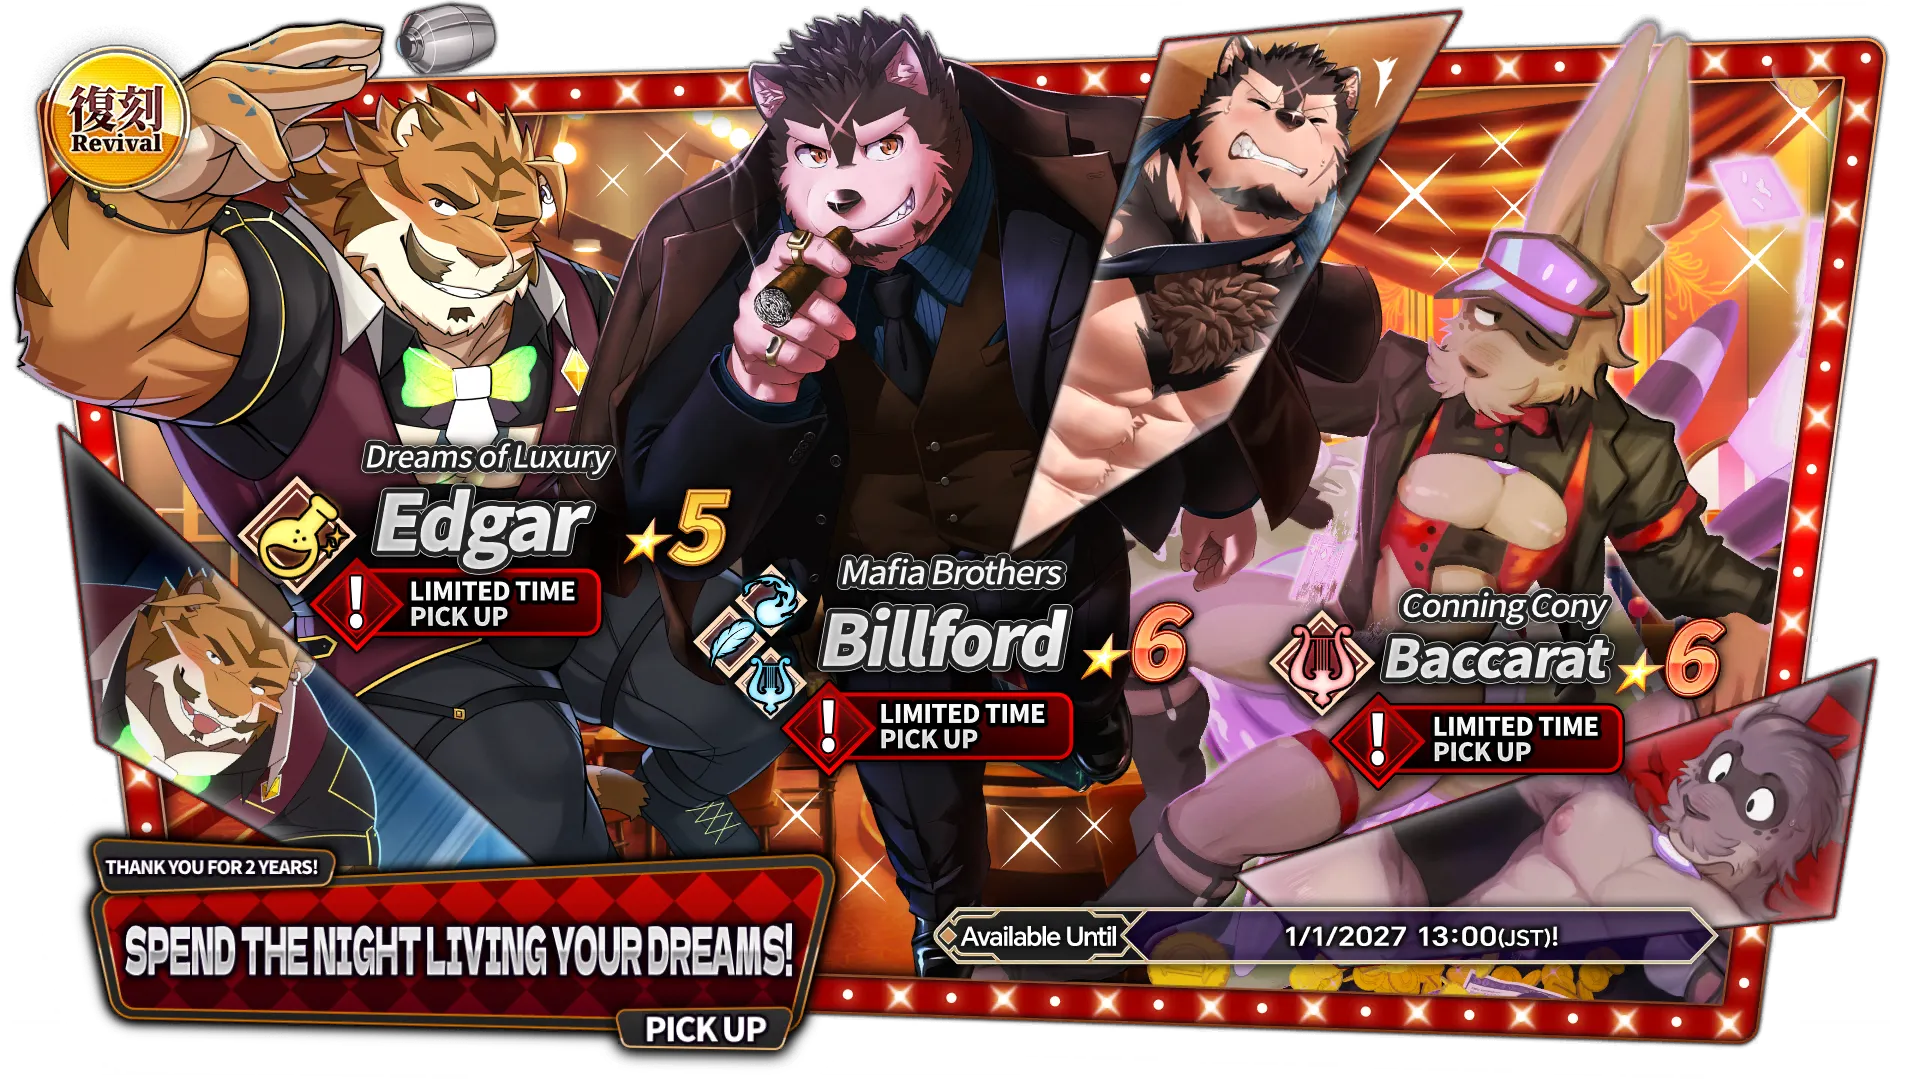 復刻
Revival
Dreams of Luxury
Edgar
5
LIMITED TIME
PICK UP
Mafia Brothers
Billford
6
LIMITED TIME
PICK UP
Conning Cony
Baccarat
6
LIMITED TIME
PICK UP
THANK YOU FOR 2 YEARS!
SPEND THE NIGHT LIVING YOUR DREAMS!
PICK UP
Available Until
1/1/2027 13:00(JST)!